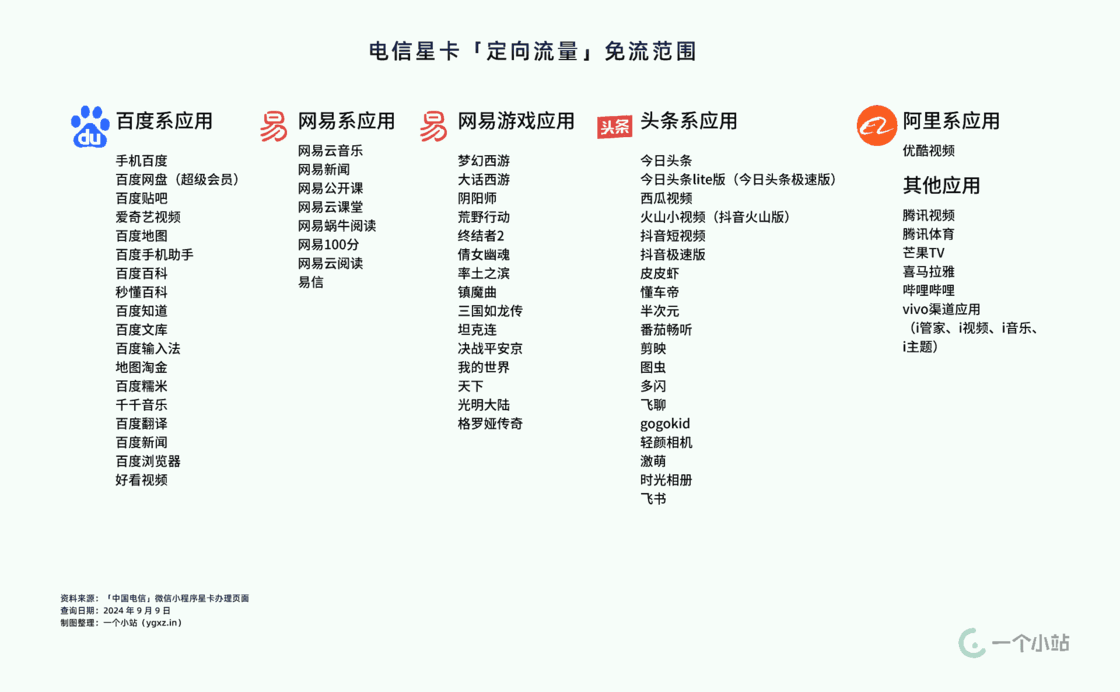 电信星卡「定向流量」免流范围
du
百度系应用
手机百度
百度网盘（超级会员）
百度贴吧
爱奇艺视频
百度地图
百度手机助手
百度百科
秒懂百科
百度知道
百度文库
百度输入法
地图淘金
百度糯米
千千音乐
百度翻译
百度新闻
百度浏览器
好看视频
易
网易系应用
网易云音乐
网易新闻
网易公开课
网易云课堂
网易蜗牛阅读
网易100分
网易云阅读
易信
易
网易游戏应用
梦幻西游
大话西游
阴阳师
荒野行动
终结者2
倩女幽魂
率土之滨
镇魔曲
三国如龙传
坦克连
决战平安京
我的世界
天下
光明大陆
格罗娅传奇
头条
头条系应用
今日头条
今日头条lite版（今日头条极速版）
西瓜视频
火山小视频（抖音火山版）
抖音短视频
抖音极速版
皮皮虾
懂车帝
半次元
番茄畅听
剪映
图虫
多闪
飞聊
gogokid
轻颜相机
激萌
时光相册
飞书
阿里系应用
优酷视频
其他应用
腾讯视频
腾讯体育
芒果TV
喜马拉雅
哔哩哔哩
vivo渠道应用
（i管家、i视频、i音乐、
i主题）
资料来源：「中国电信」微信小程序星卡办理页面
查询日期：2024 年 9 月 9 日
制图整理：一个小站（ygxz.in）
一个小站